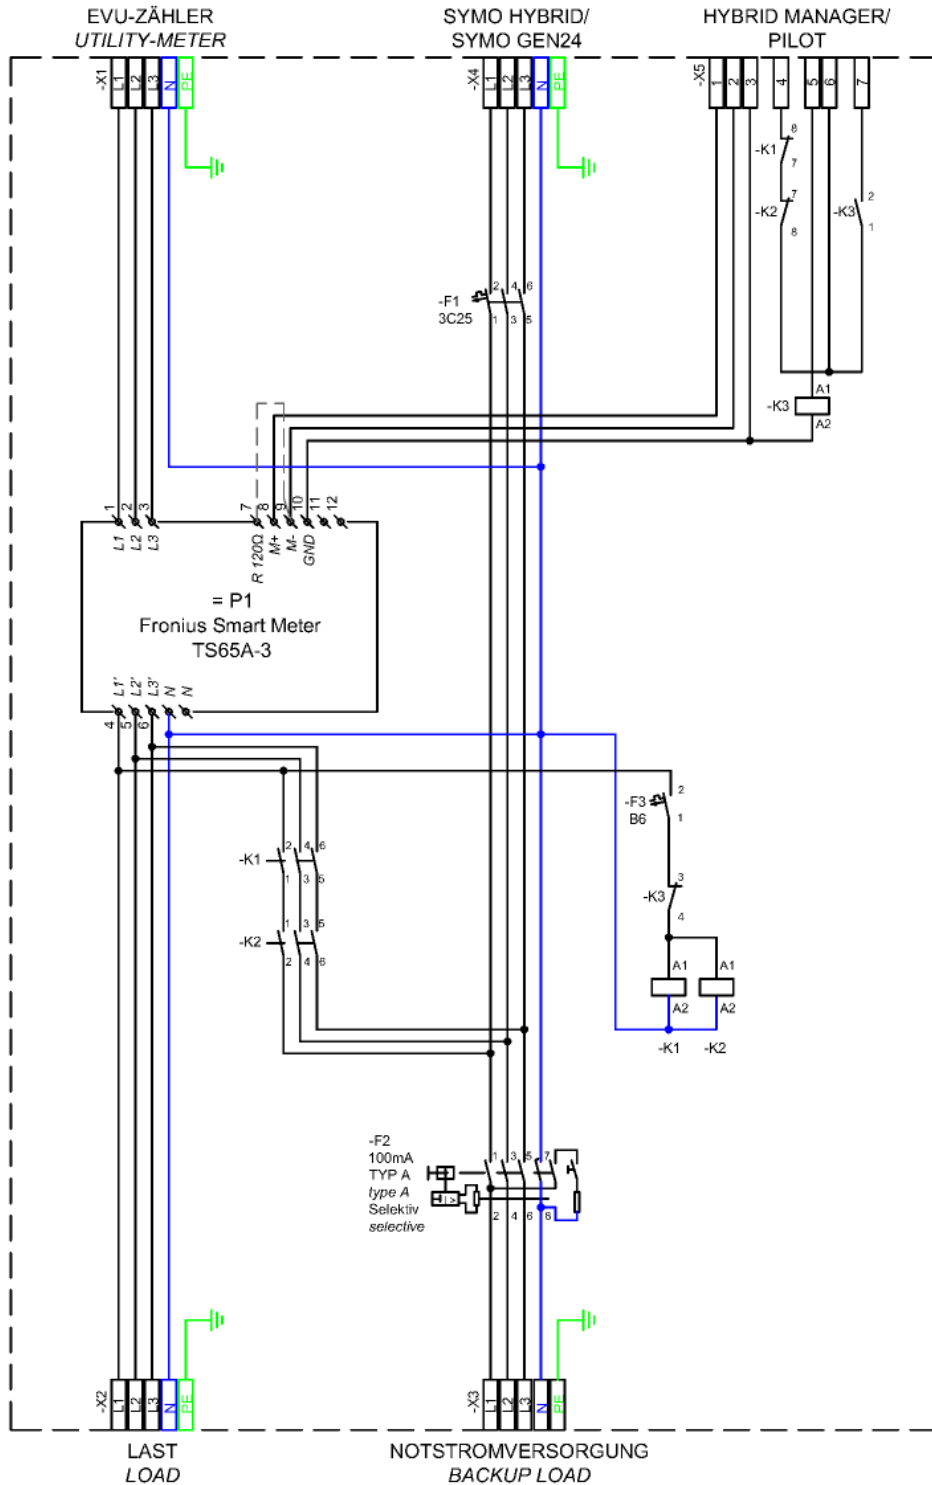 EVU-ZÄHLER
UTILITY-METER
SYMO HYBRID/
SYMO GEN24
HYBRID MANAGER/
PILOT
-X1 L1 L2 L3 N PE
-X4 L1 L2 L3 N PE
-X5 1 2 3 4 5 6 7
8
-K1
7
7
-K2
8
2
-K3
1
2 4 6
-F1
3C25
1 3 5
A1
-K3
A2
1 2 3 7 8 9 10 11 12
L1 L2 L3 R 120Ω M+ M- GND
= P1
Fronius Smart Meter
TS65A-3
L1' L2' L3' N N
4 5 6
2
-F3
B6
1
2 4 6
-K1
1 3 5
3
-K3
4
1 3 5
-K2
2 4 6
A1 A1
A2 A2
-K1 -K2
-F2
100mA
TYP A
type A
Selektiv
selective
1 3 5 7
I>
2 4 6 8
-X2 L1 L2 L3 N PE
-X3 L1 L2 L3 N PE
LAST
LOAD
NOTSTROMVERSORGUNG
BACKUP LOAD